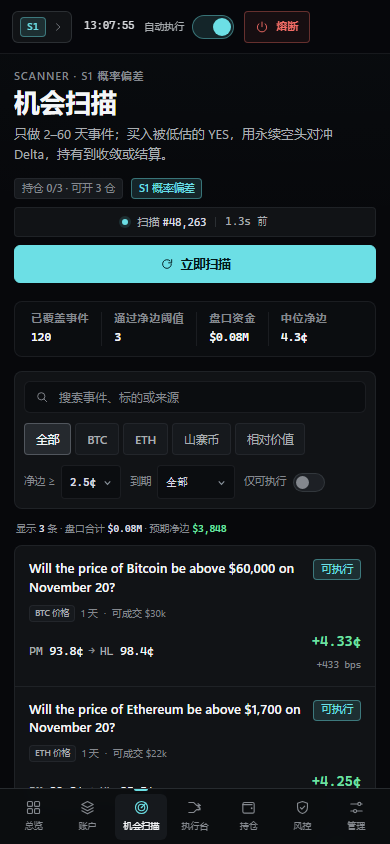 S1
13:07:55 自动执行
熔断
SCANNER · S1 概率偏差
机会扫描
只做 2–60 天事件；买入被低估的 YES，用永续空头对冲
Delta，持有到收敛或结算。
持仓 0/3 · 可开 3 仓
S1 概率偏差
扫描 #48,263 1.3s 前
立即扫描
已覆盖事件 通过净边阈值 盘口资金 中位净边
120 3 $0.08M 4.3¢
搜索事件、标的或来源
全部 BTC ETH 山寨币 相对价值
净边 ≥ 2.5¢ 到期 全部 仅可执行
显示 3 条 · 盘口合计 $0.08M · 预期净边 $3,848
Will the price of Bitcoin be above $60,000 on
November 20?
可执行
BTC 价格 1 天 · 可成交 $30k
PM 93.8¢ → HL 98.4¢
+4.33¢
+433 bps
Will the price of Ethereum be above $1,700 on
November 20?
可执行
ETH 价格 1 天 · 可成交 $22k
+4.25¢
总览 账户 机会扫描 执行台 持仓 风控 管理